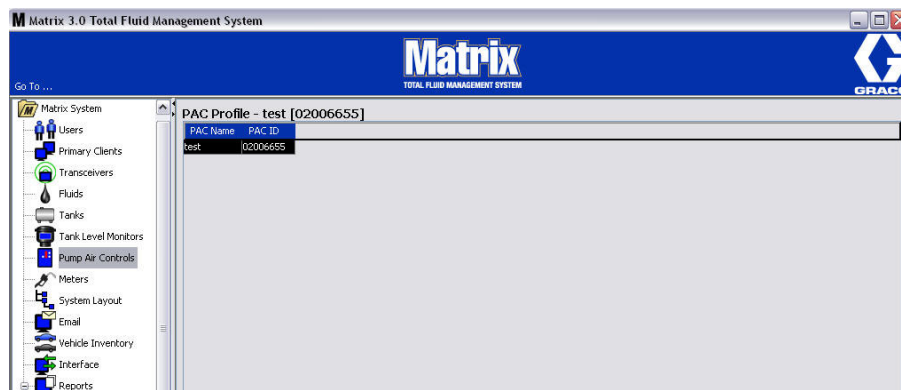 M Matrix 3.0 Total Fluid Management System
Matrix
TOTAL FLUID MANAGEMENT SYSTEM
Go To ...
GRACO
Matrix System
PAC Profile - test [02006655]
PAC Name PAC ID
test 02006655
Users
Primary Clients
Transceivers
Fluids
Tanks
Tank Level Monitors
Pump Air Controls
Meters
System Layout
Email
Vehicle Inventory
Interface
Reports